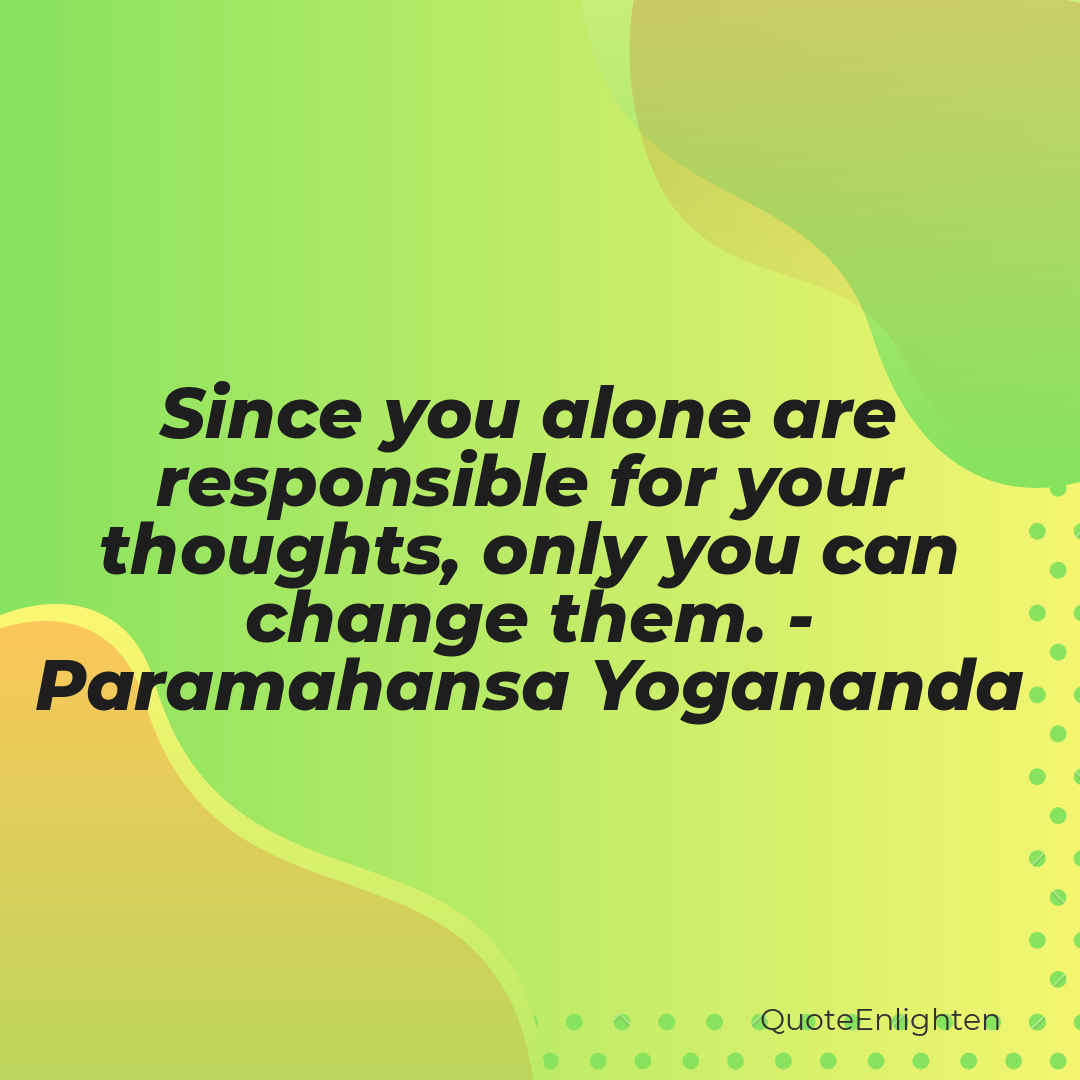 Since you alone are
responsible for your
thoughts, only you can
change them. -
Paramahansa Yogananda
QuoteEnlighten